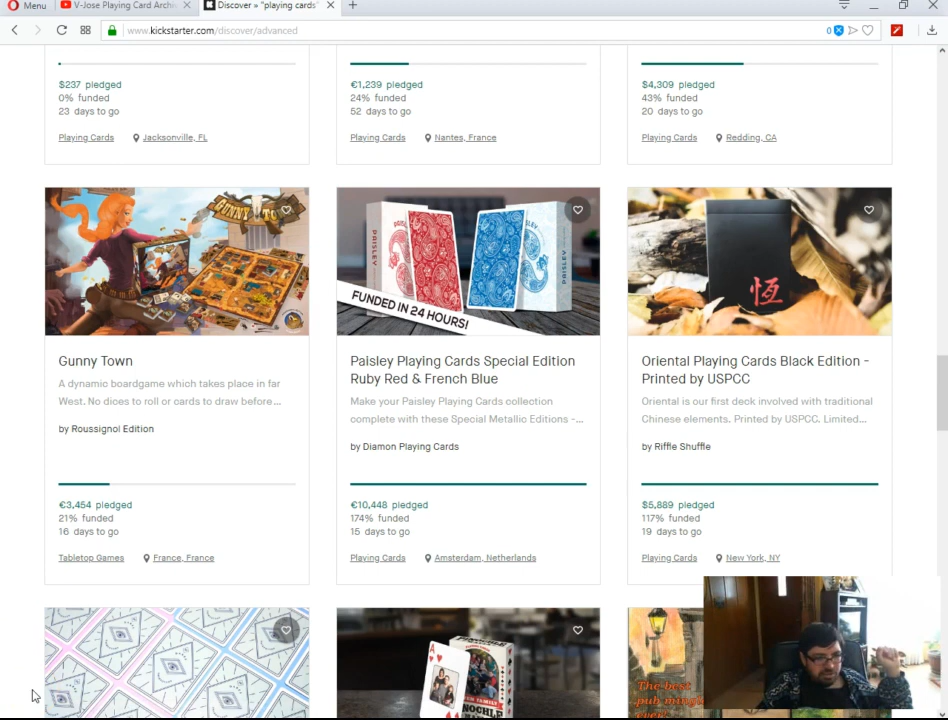 Menu
V-Jose Playing Card Archi
Discover » "playing cards"
www.kickstarter.com/discover/advanced
0
$237 pledged
0% funded
23 days to go
Playing Cards
Jacksonville, FL
€1,239 pledged
24% funded
52 days to go
Playing Cards
Nantes, France
$4,309 pledged
43% funded
20 days to go
Playing Cards
Redding, CA
GUNNY TO
Gunny Town
A dynamic boardgame which takes place in far
West. No dices to roll or cards to draw before...
by Roussignol Edition
€3,454 pledged
21% funded
16 days to go
Tabletop Games
France, France
PAISLEY
PAISLEY
FUNDED IN 24 HOURS!
Paisley Playing Cards Special Edition
Ruby Red & French Blue
Make your Paisley Playing Cards collection
complete with these Special Metallic Editions -...
by Diamon Playing Cards
€10,448 pledged
174% funded
15 days to go
Playing Cards
Amsterdam, Netherlands
恒
Oriental Playing Cards Black Edition -
Printed by USPCC
Oriental is our first deck involved with traditional
Chinese elements. Printed by USPCC. Limited...
by Riffle Shuffle
$5,889 pledged
117% funded
19 days to go
Playing Cards
New York, NY
A
The best
pub
ever!